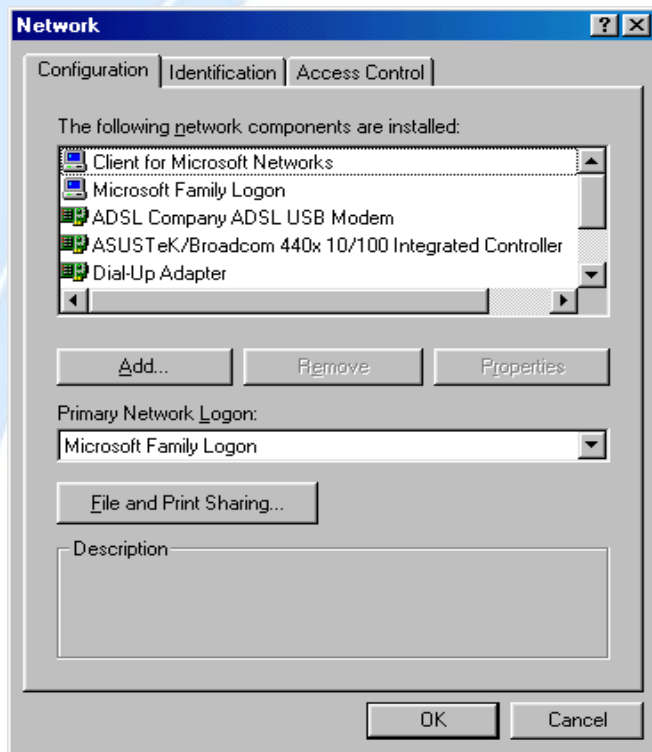 Network
Configuration Identification Access Control
The following network components are installed:
Client for Microsoft Networks
Microsoft Family Logon
ADSL Company ADSL USB Modem
ASUSTeK/Broadcom 440x 10/100 Integrated Controller
Dial-Up Adapter
Add... Remove Properties
Primary Network Logon:
Microsoft Family Logon
File and Print Sharing...
Description
OK Cancel